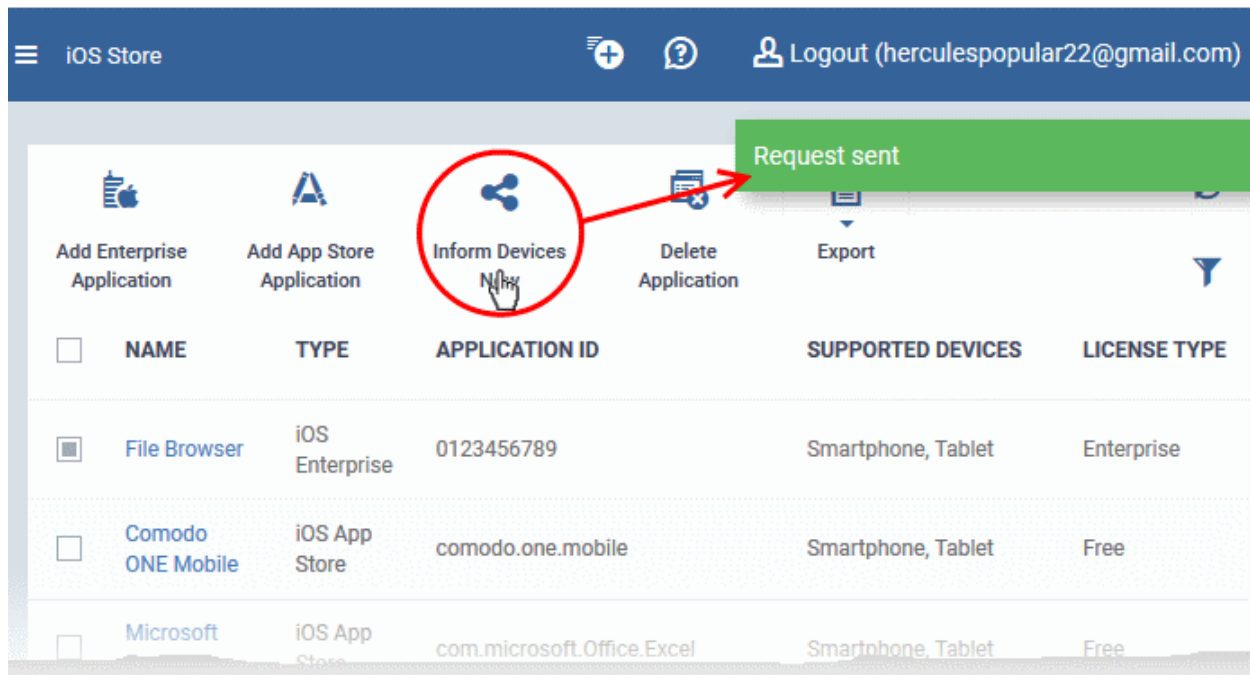 iOS Store
Logout (herculespopular22@gmail.com)
Request sent
Add Enterprise
Application
Add App Store
Application
Inform Devices
Now
Delete
Application
Export
NAME TYPE APPLICATION ID SUPPORTED DEVICES LICENSE TYPE
File Browser iOS Enterprise 0123456789 Smartphone, Tablet Enterprise
Comodo ONE Mobile iOS App Store comodo.one.mobile Smartphone, Tablet Free
Microsoft iOS App Store com.microsoft.Office.Excel Smartphone, Tablet Free